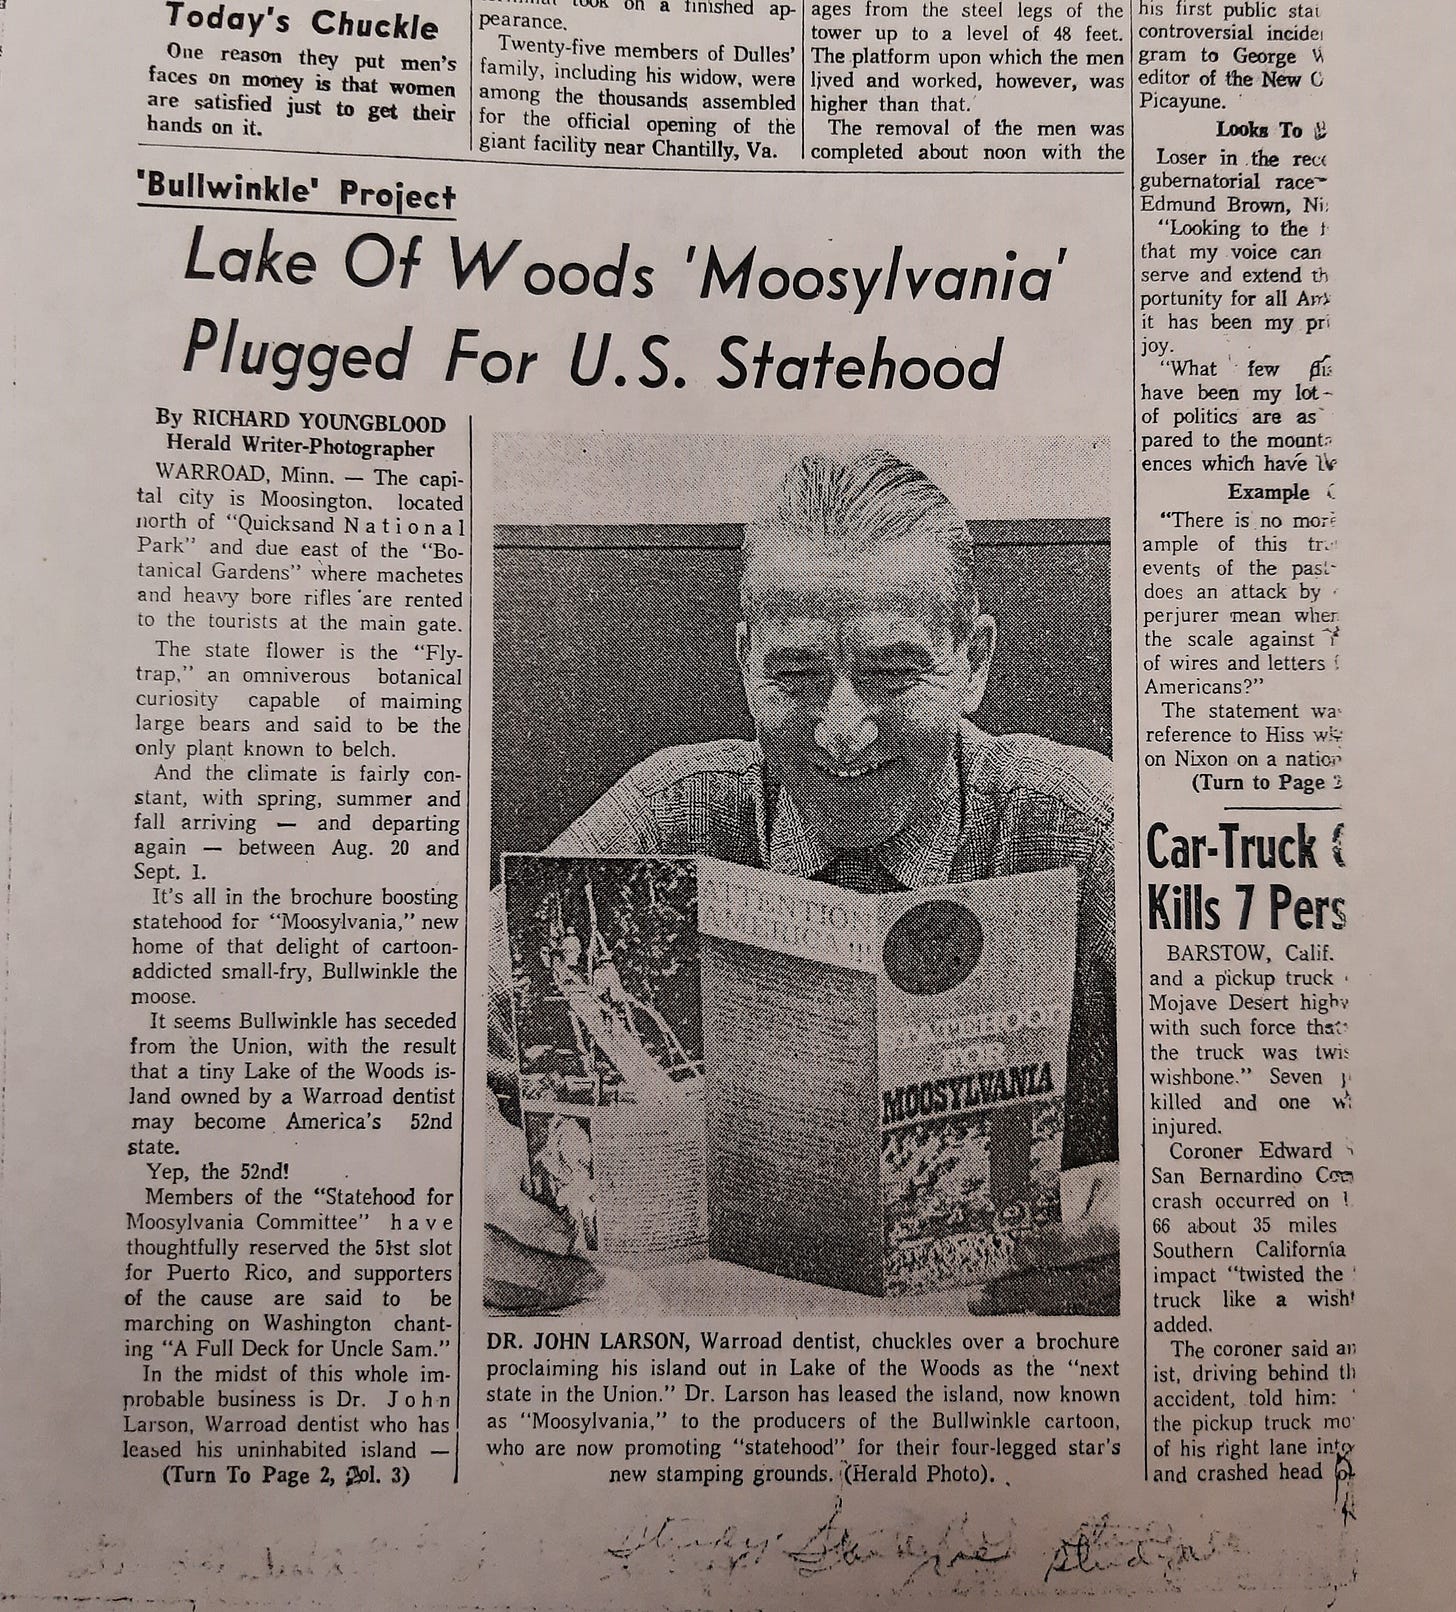 Today's Chuckle
One reason they put men's
faces on money is that women
are satisfied just to get their
hands on it.
on a finished ap-
pearance.
Twenty-five members of Dulles'
family, including his widow, were
among the thousands assembled
for the official opening of the
giant facility near Chantilly, Va.
ages from the steel legs of the
tower up to a level of 48 feet.
The platform upon which the men
lived and worked, however, was
higher than that.
The removal of the men was
completed about noon with the
'Bullwinkle' Project
Lake Of Woods 'Moosylvania'
Plugged For U.S. Statehood
By RICHARD YOUNGBLOOD
Herald Writer-Photographer
WARROAD, Minn. — The capi-
tal city is Moosington, located
north of "Quicksand National
Park" and due east of the "Bo-
tanical Gardens" where machetes
and heavy bore rifles are rented
to the tourists at the main gate.
The state flower is the "Fly-
trap," an omniverous botanical
curiosity capable of maiming
large bears and said to be the
only plant known to belch.
And the climate is fairly con-
stant, with spring, summer and
fall arriving — and departing
again — between Aug. 20 and
Sept. 1.
It's all in the brochure boosting
statehood for "Moosylvania," new
home of that delight of cartoon-
addicted small-fry, Bullwinkle the
moose.
It seems Bullwinkle has seceded
from the Union, with the result
that a tiny Lake of the Woods is-
land owned by a Warroad dentist
may become America's 52nd
state.
Yep, the 52nd!
Members of the "Statehood for
Moosylvania Committee" have
thoughtfully reserved the 51st slot
for Puerto Rico, and supporters
of the cause are said to be
marching on Washington chant-
ing "A Full Deck for Uncle Sam."
In the midst of this whole im-
probable business is Dr. John
Larson, Warroad dentist who has
leased his uninhabited island —
(Turn To Page 2, Col. 3)
STATEHOOD
FOR
MOOSYLVANIA
DR. JOHN LARSON, Warroad dentist, chuckles over a brochure
proclaiming his island out in Lake of the Woods as the "next
state in the Union." Dr. Larson has leased the island, now known
as "Moosylvania," to the producers of the Bullwinkle cartoon,
who are now promoting "statehood" for their four-legged star's
new stamping grounds. (Herald Photo).
his first public
controversial
gram to George
editor of the New
Picayune.
Looks To
Loser in the
gubernatorial race
Edmund Brown,
"Looking to the
that my voice can
serve and extend
portunity for all
it has been my
joy.
"What few
have been my lot
of politics are as
pared to the
ences which have
Example
"There is no more
ample of this
events of the past
does an attack by
perjurer mean when
the scale against
of wires and letters
Americans?"
The statement
reference to Hiss
on Nixon on a
(Turn to Page
Car-Truck
Kills 7 Pers
BARSTOW, Calif.
and a pickup truck
Mojave Desert
with such force that
the truck was
wishbone." Seven
killed and one
injured.
Coroner Edward
San Bernardino
crash occurred on
66 about 35 miles
Southern California
impact "twisted the
truck like a
added.
The coroner said
ist, driving behind
accident, told him:
the pickup truck
of his right lane into
and crashed head